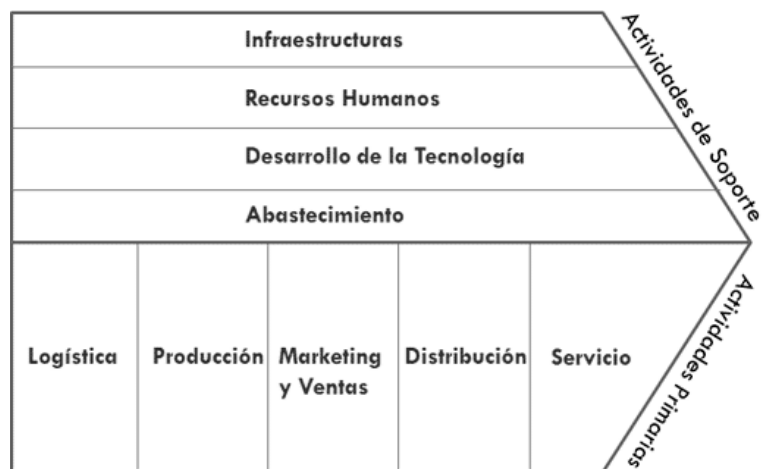 Infraestructuras
Recursos Humanos
Desarrollo de la Tecnología
Abastecimiento
Actividades de Soporte
Logística
Producción
Marketing
y Ventas
Distribución
Servicio
Actividades Primarias